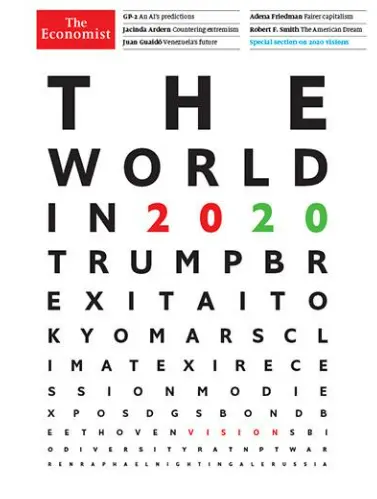 The
Economist
GP-2 An AI's predictions
Jacinda Ardern Countering extremism
Juan Guaidó Venezuela's future
Adena Friedman Fairer capitalism
Robert F. Smith The American Dream
Special section on 2020 visions
THE
WORLD
IN 2020
TRUMPBR
EXITAITO
KYOMARSCL
IMATEXIRECE
SSIONMODIE
XPOSDGSBONDB
EETHOVENVISIONSBI
ODIVERSITYRATNPTWAR
RENRAPHAELNIGHTINGALERUSSIA